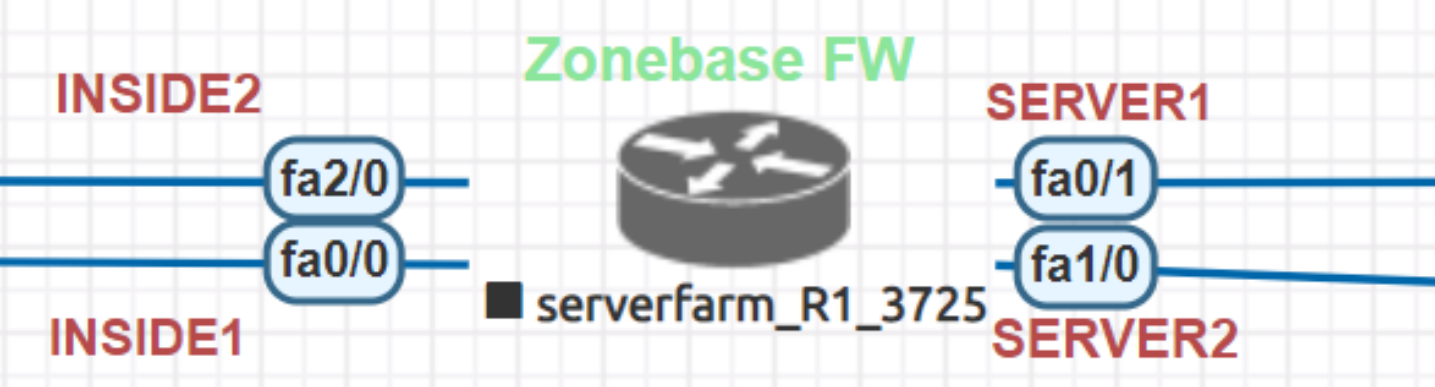 Zonebase FW
INSIDE2
SERVER1
fa2/0
fa0/1
fa0/0
fa1/0
serverfarm_R1_3725
INSIDE1
SERVER2